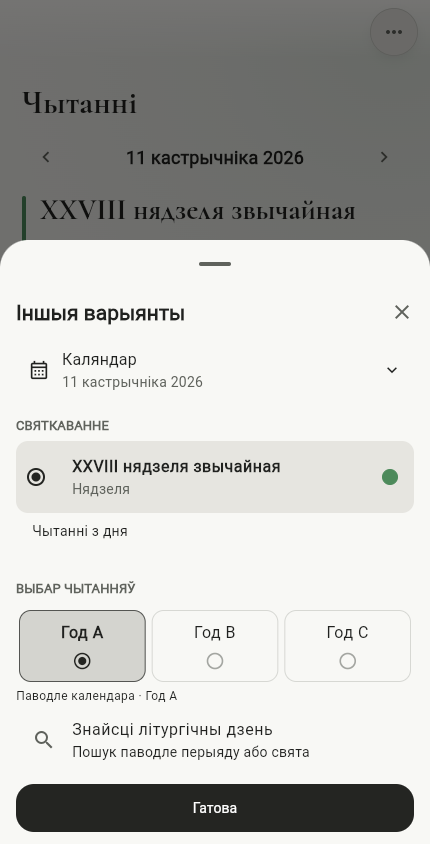 Чытанні
11 кастрычніка 2026
XXVIII нядзеля звычайная
Іншыя варыянты
Каляндар
11 кастрычніка 2026
СВЯТКАВАННЕ
XXVIII нядзеля звычайная
Нядзеля
Чытанні з дня
ВЫБАР ЧЫТАННЯЎ
Год A Год B Год C
Паводле календара · Год A
Знайсці літургічны дзень
Пошук паводле перыяду або свята
Гатова